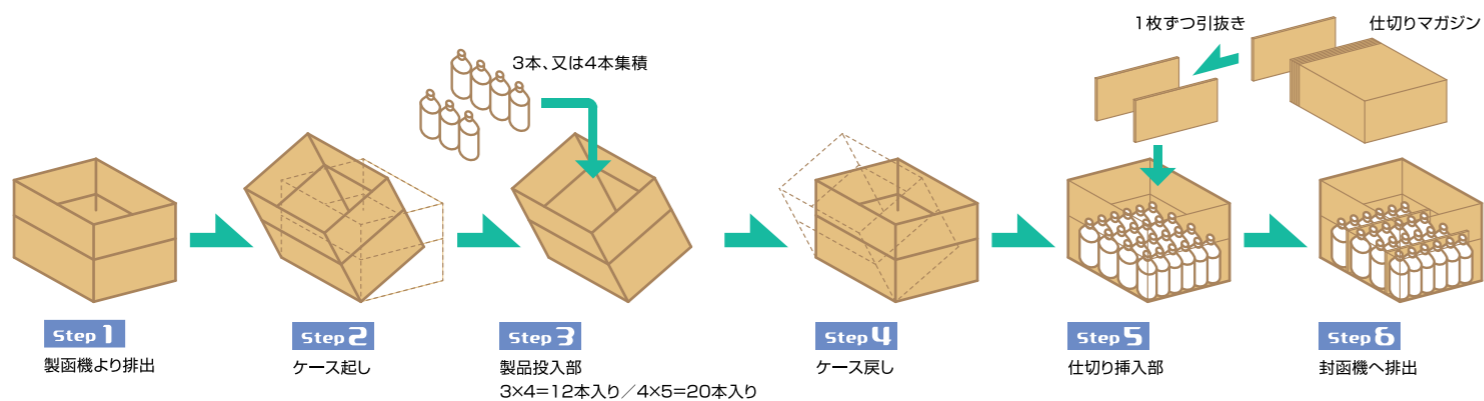 1枚ずつ引抜き
仕切りマガジン
3本、又は4本集積
Step 1
製函機より排出
Step 2
ケース起し
Step 3
製品投入部
3×4=12本入り／4×5=20本入り
Step 4
ケース戻し
Step 5
仕切り挿入部
Step 6
封函機へ排出